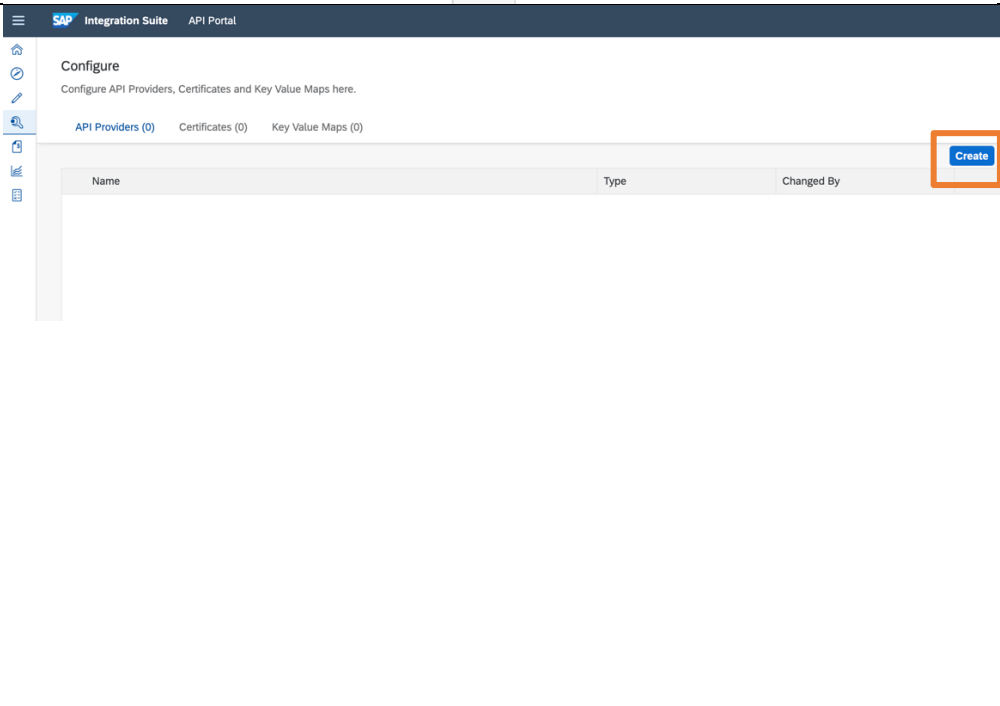 SAP Integration Suite API Portal
Configure
Configure API Providers, Certificates and Key Value Maps here.
API Providers (0) Certificates (0) Key Value Maps (0)
Create
Name Type Changed By